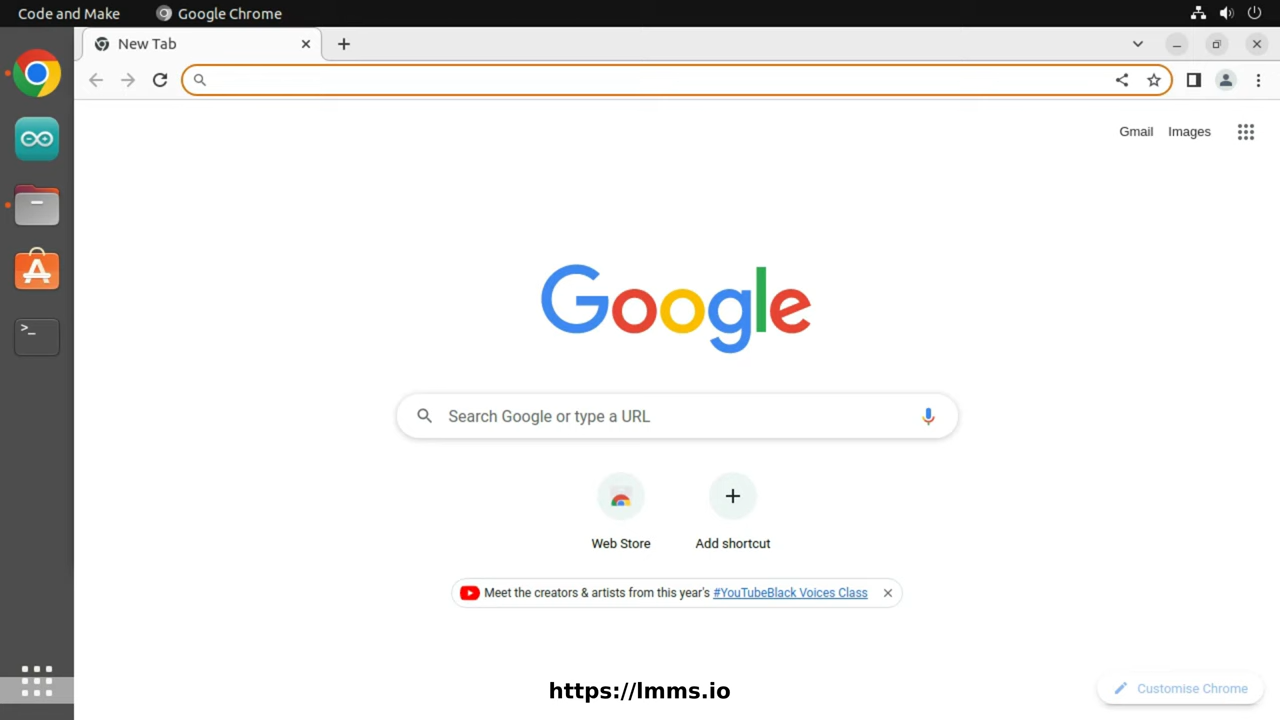 Code and Make
Google Chrome
New Tab
Gmail
Images
Google
Search Google or type a URL
Web Store
Add shortcut
Meet the creators & artists from this year's #YouTubeBlack Voices Class
https://lmms.io
Customise Chrome